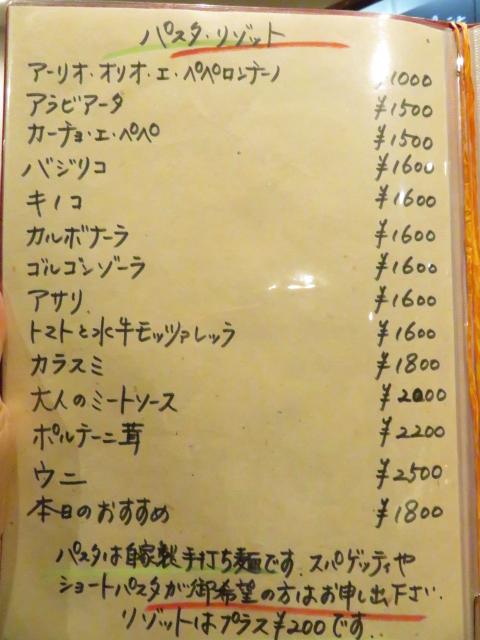 パスタ・リゾット
アーリオ・オリオ・エ・ペペロンチーノ ¥1000
アラビアータ ¥1500
カーチョ・エ・ペペ ¥1500
バジリコ ¥1600
キノコ ¥1600
カルボナーラ ¥1600
ゴルゴンゾーラ ¥1600
アサリ ¥1600
トマトと水牛モッツァレッラ ¥1600
カラスミ ¥1800
大人のミートソース ¥2000
ポルチーニ茸 ¥2200
ウニ ¥2500
本日のおすすめ ¥1800
パスタは自家製手打ち麺です。スパゲッティや
ショートパスタが御希望の方はお申し出下さい.
リゾットはプラス¥200です.